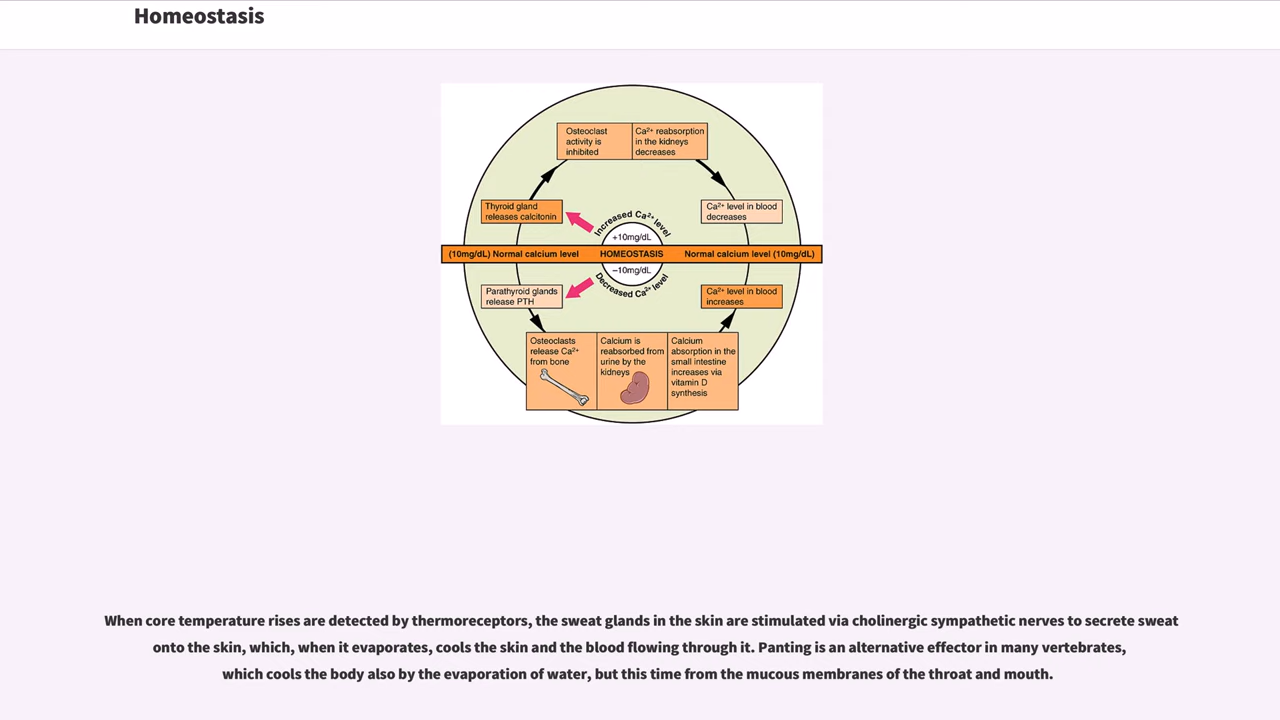 Homeostasis
Osteoclast
activity is
inhibited
Ca²⁺ reabsorption
in the kidneys
decreases
Thyroid gland
releases calcitonin
Increased Ca²⁺ level
+10mg/dL
Ca²⁺ level in blood
decreases
(10mg/dL) Normal calcium level
HOMEOSTASIS
Normal calcium level (10mg/dL)
−10mg/dL
Decreased Ca²⁺ level
Parathyroid glands
release PTH
Ca²⁺ level in blood
increases
Osteoclasts
release Ca²⁺
from bone
Calcium is
reabsorbed from
urine by the
kidneys
Calcium
absorption in the
small intestine
increases via
vitamin D
synthesis
When core temperature rises are detected by thermoreceptors, the sweat glands in the skin are stimulated via cholinergic sympathetic nerves to secrete sweat
onto the skin, which, when it evaporates, cools the skin and the blood flowing through it. Panting is an alternative effector in many vertebrates,
which cools the body also by the evaporation of water, but this time from the mucous membranes of the throat and mouth.